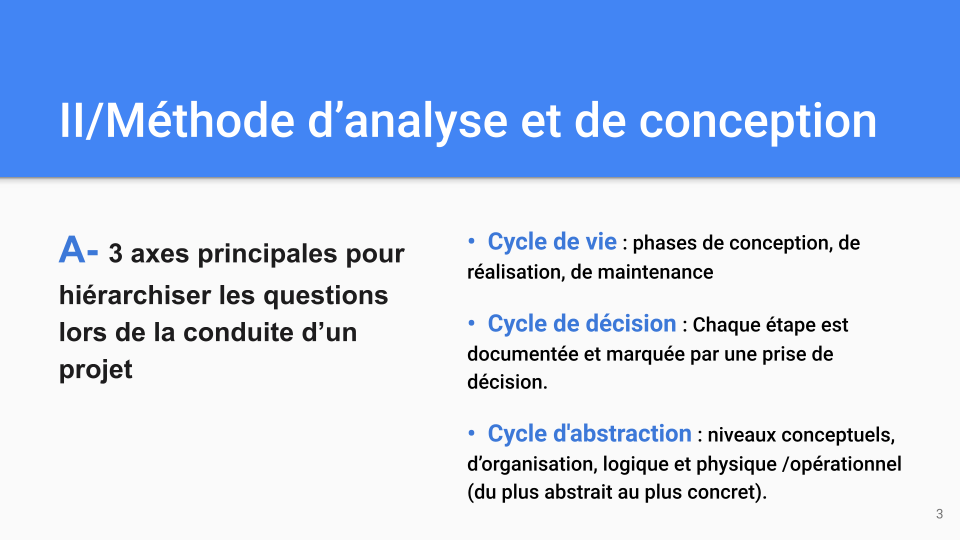 II/Méthode d’analyse et de conception
A- 3 axes principales pour
hiérarchiser les questions
lors de la conduite d’un
projet
• Cycle de vie : phases de conception, de
réalisation, de maintenance
• Cycle de décision : Chaque étape est
documentée et marquée par une prise de
décision.
• Cycle d'abstraction : niveaux conceptuels,
d’organisation, logique et physique /opérationnel
(du plus abstrait au plus concret).
3